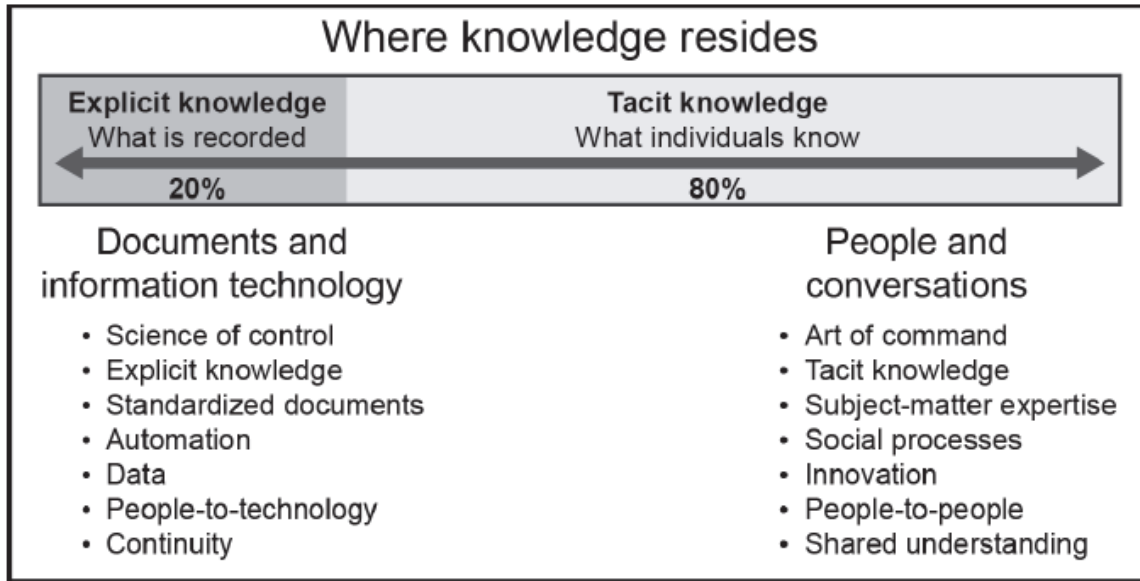 Where knowledge resides
Explicit knowledge
What is recorded
20%
Tacit knowledge
What individuals know
80%
Documents and
information technology
• Science of control
• Explicit knowledge
• Standardized documents
• Automation
• Data
• People-to-technology
• Continuity
People and
conversations
• Art of command
• Tacit knowledge
• Subject-matter expertise
• Social processes
• Innovation
• People-to-people
• Shared understanding